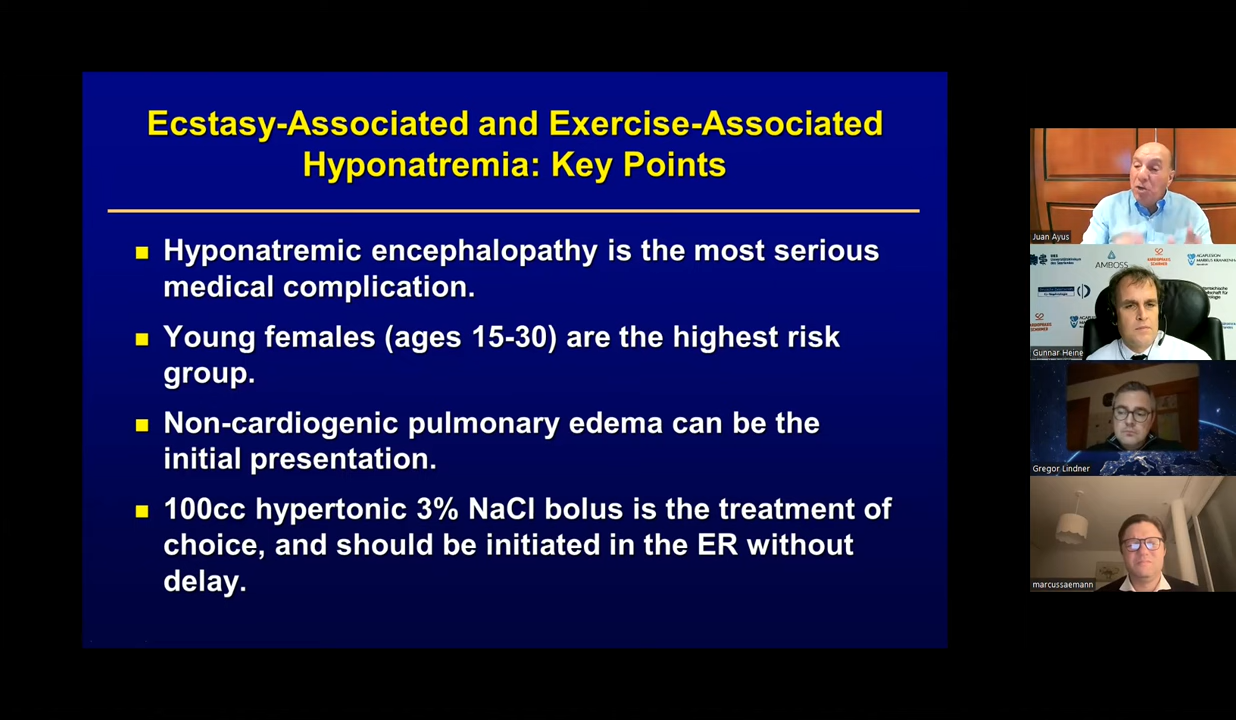 Ecstasy-Associated and Exercise-Associated
Hyponatremia: Key Points
Hyponatremic encephalopathy is the most serious
medical complication.
Young females (ages 15-30) are the highest risk
group.
Non-cardiogenic pulmonary edema can be the
initial presentation.
100cc hypertonic 3% NaCl bolus is the treatment of
choice, and should be initiated in the ER without
delay.
Juan Ayus
AMBOSS
Gunnar Heine
Gregor Lindner
marcussaemann